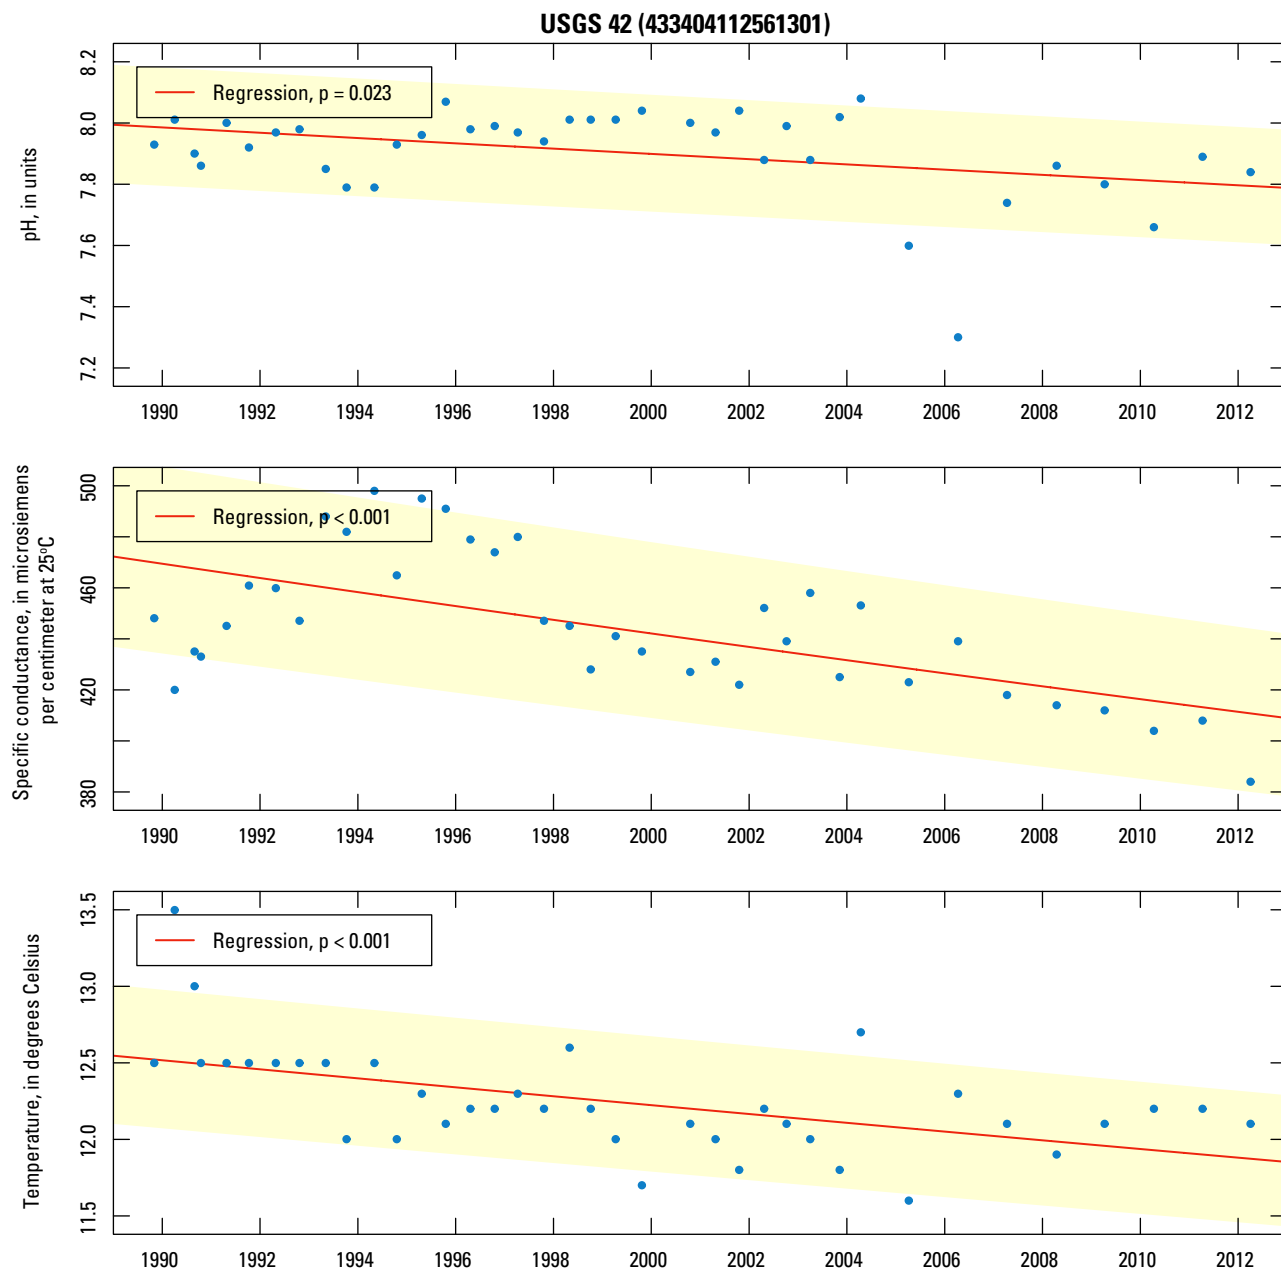 USGS 42 (433404112561301)
pH, in units
8.2
8.0
7.8
7.6
7.4
7.2
Regression, p = 0.023
1990 1992 1994 1996 1998 2000 2002 2004 2006 2008 2010 2012
Specific conductance, in microsiemens
per centimeter at 25°C
500
460
420
380
Regression, p < 0.001
1990 1992 1994 1996 1998 2000 2002 2004 2006 2008 2010 2012
Temperature, in degrees Celsius
13.5
13.0
12.5
12.0
11.5
Regression, p < 0.001
1990 1992 1994 1996 1998 2000 2002 2004 2006 2008 2010 2012